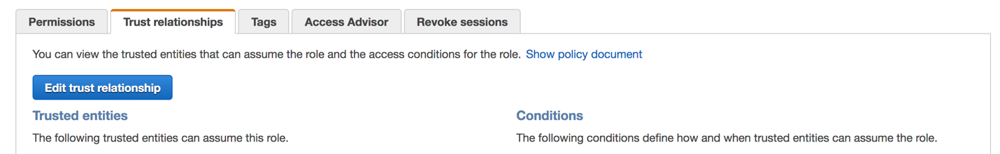 Permissions Trust relationships Tags Access Advisor Revoke sessions
You can view the trusted entities that can assume the role and the access conditions for the role. Show policy document
Edit trust relationship
Trusted entities
The following trusted entities can assume this role.
Conditions
The following conditions define how and when trusted entities can assume the role.